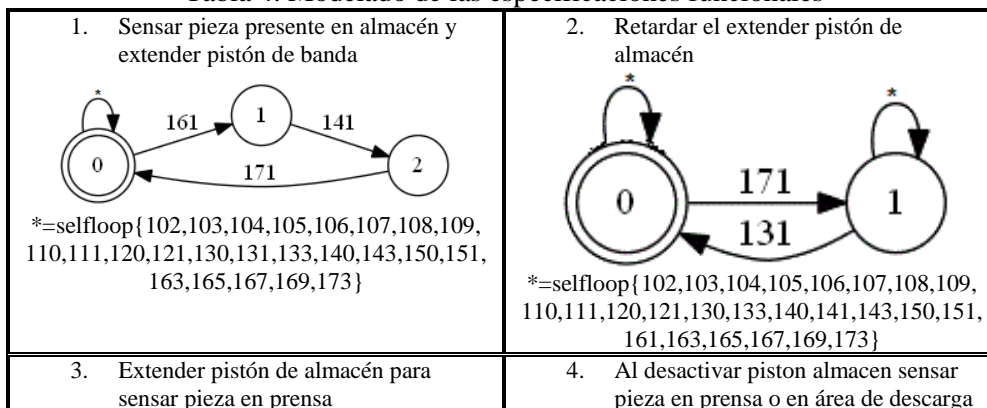 Tabla 4. Modelado de las especificaciones funcionales
1. Sensar pieza presente en almacén y
extender pistón de banda
*
161
1
141
0
171
2
*=selfloop{102,103,104,105,106,107,108,109,
110,111,120,121,130,131,133,140,143,150,151,
163,165,167,169,173}
2. Retardar el extender pistón de
almacén
*
*
0
171
1
131
*=selfloop{102,103,104,105,106,107,108,109,
110,111,120,121,130,133,140,141,143,150,151,
161,163,165,167,169,173}
3. Extender pistón de almacén para
sensar pieza en prensa
4. Al desactivar piston almacen sensar
pieza en prensa o en área de descarga